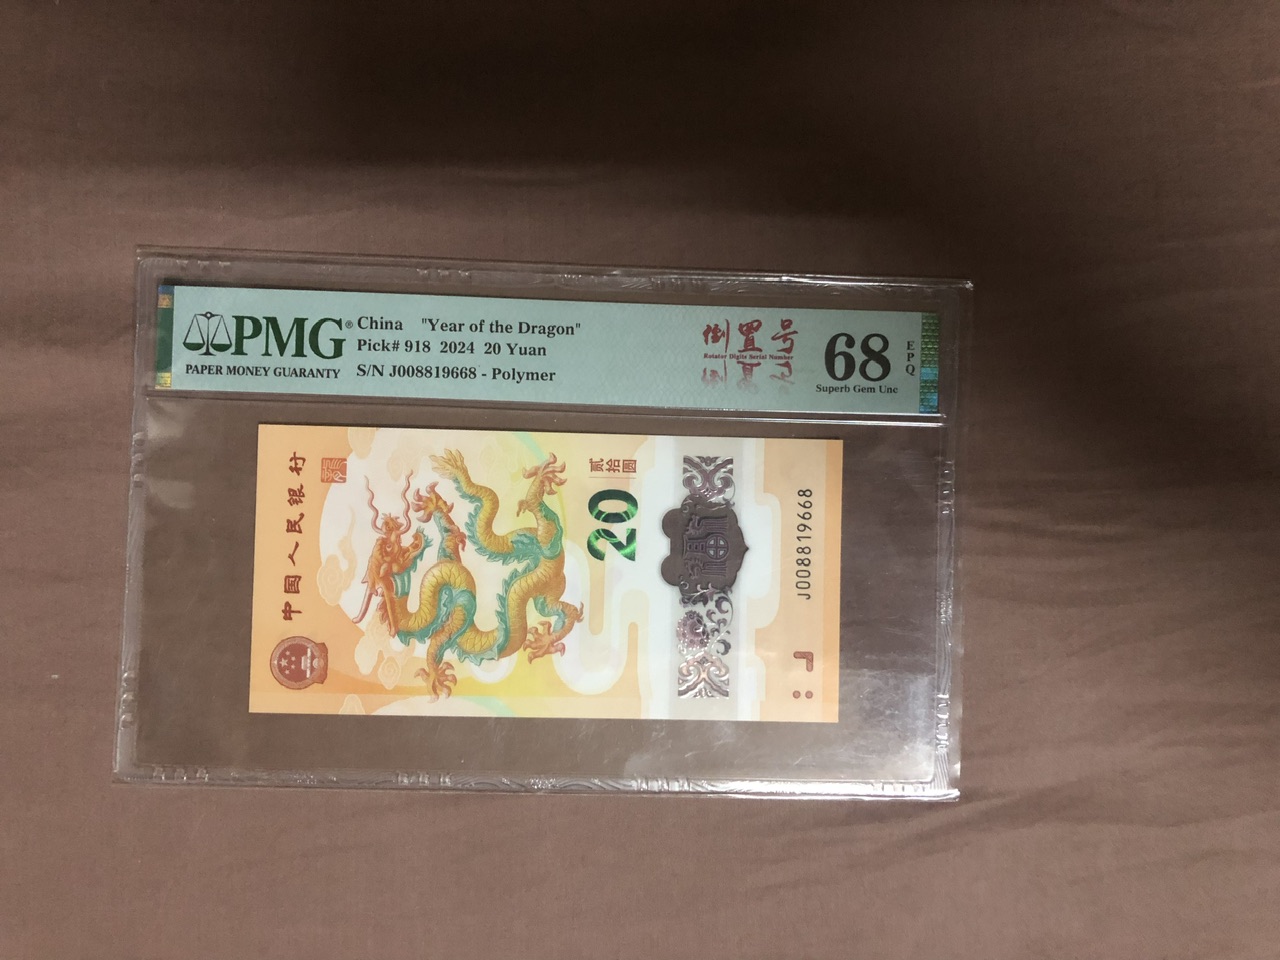 PMG®
PAPER MONEY GUARANTY
China "Year of the Dragon"
Pick# 918 2024 20 Yuan
S/N J008819668 - Polymer
倒置号
Rotator Digits Serial Number
68
EPQ
Superb Gem Unc
中国人民银行
贰拾圆
20
J008819668